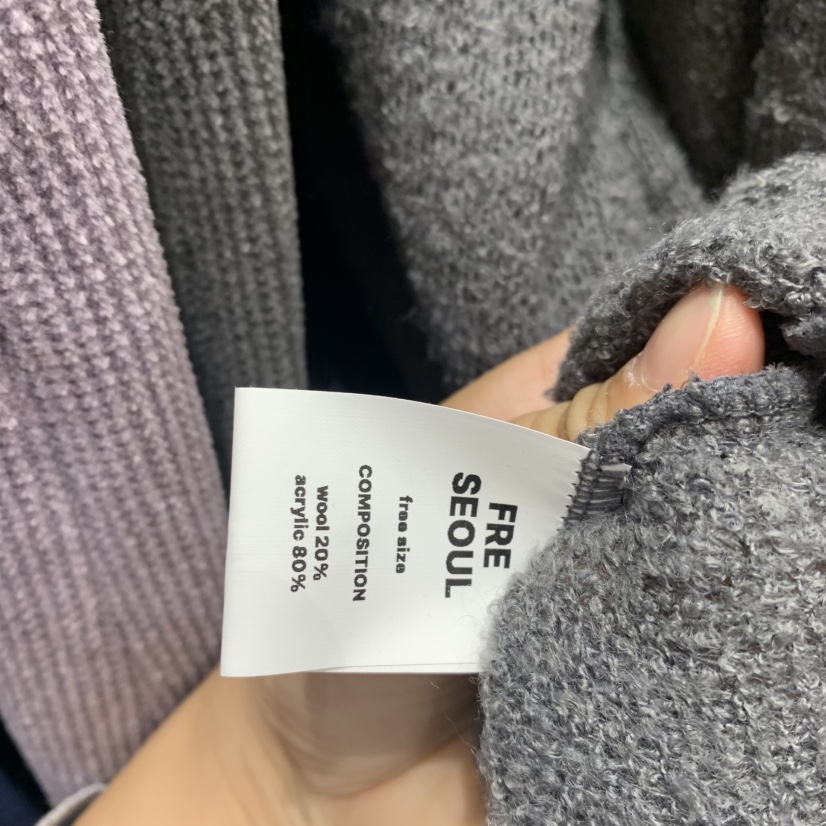 FRE
SEOUL
free size
COMPOSITION
wool 20%
acrylic 80%